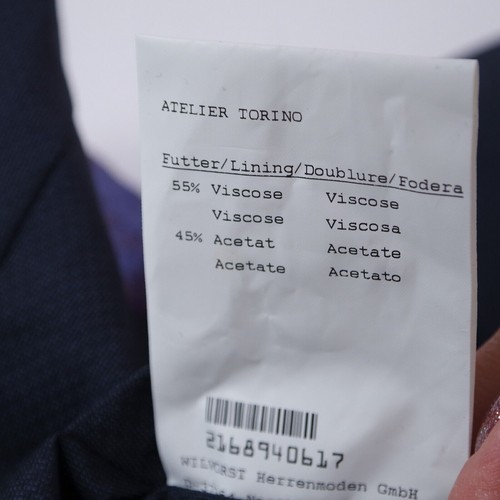 ATELIER TORINO
Futter/Lining/Doublure/Fodera
55% Viscose Viscose
Viscose Viscosa
45% Acetat Acetate
Acetate Acetato
2168940617
WILVORST Herrenmoden GmbH